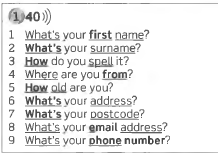 1 40))
1 What's your first name?
2 What's your surname?
3 How do you spell it?
4 Where are you from?
5 How old are you?
6 What's your address?
7 What's your postcode?
8 What's your email address?
9 What's your phone number?